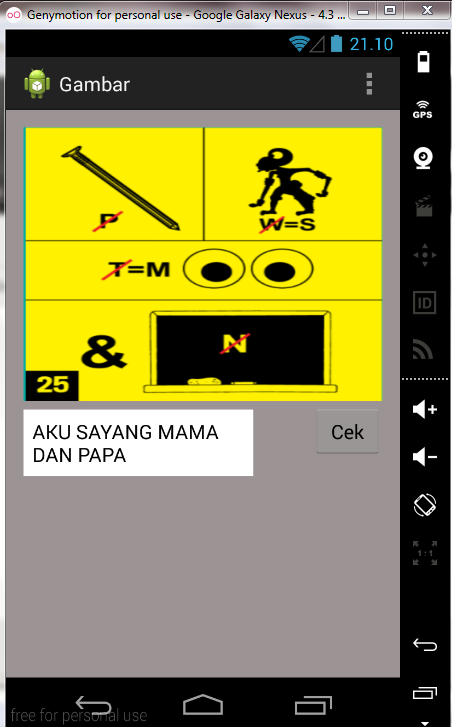 Genymotion for personal use - Google Galaxy Nexus - 4.3 ...
21.10
Gambar
GPS
P
W=S
T=M
ID
&
N
25
AKU SAYANG MAMA
DAN PAPA
Cek
1:1
free for personal use